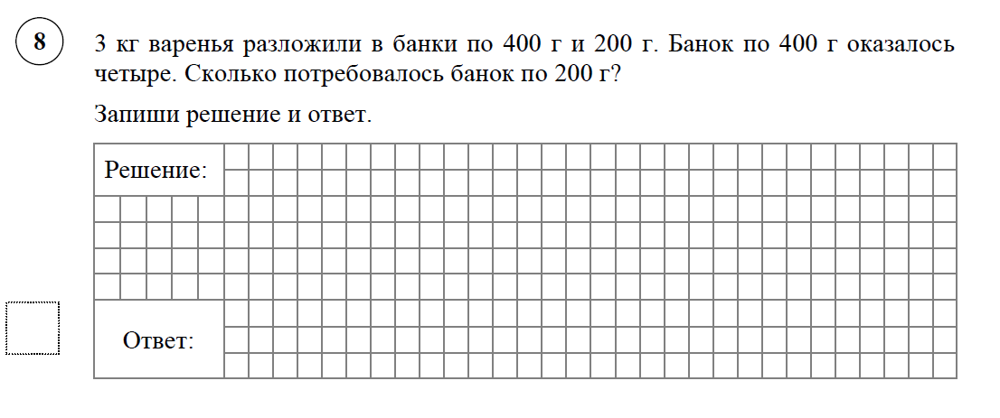 8
3 кг варенья разложили в банки по 400 г и 200 г. Банок по 400 г оказалось
четыре. Сколько потребовалось банок по 200 г?
Запиши решение и ответ.
Решение:
Ответ: